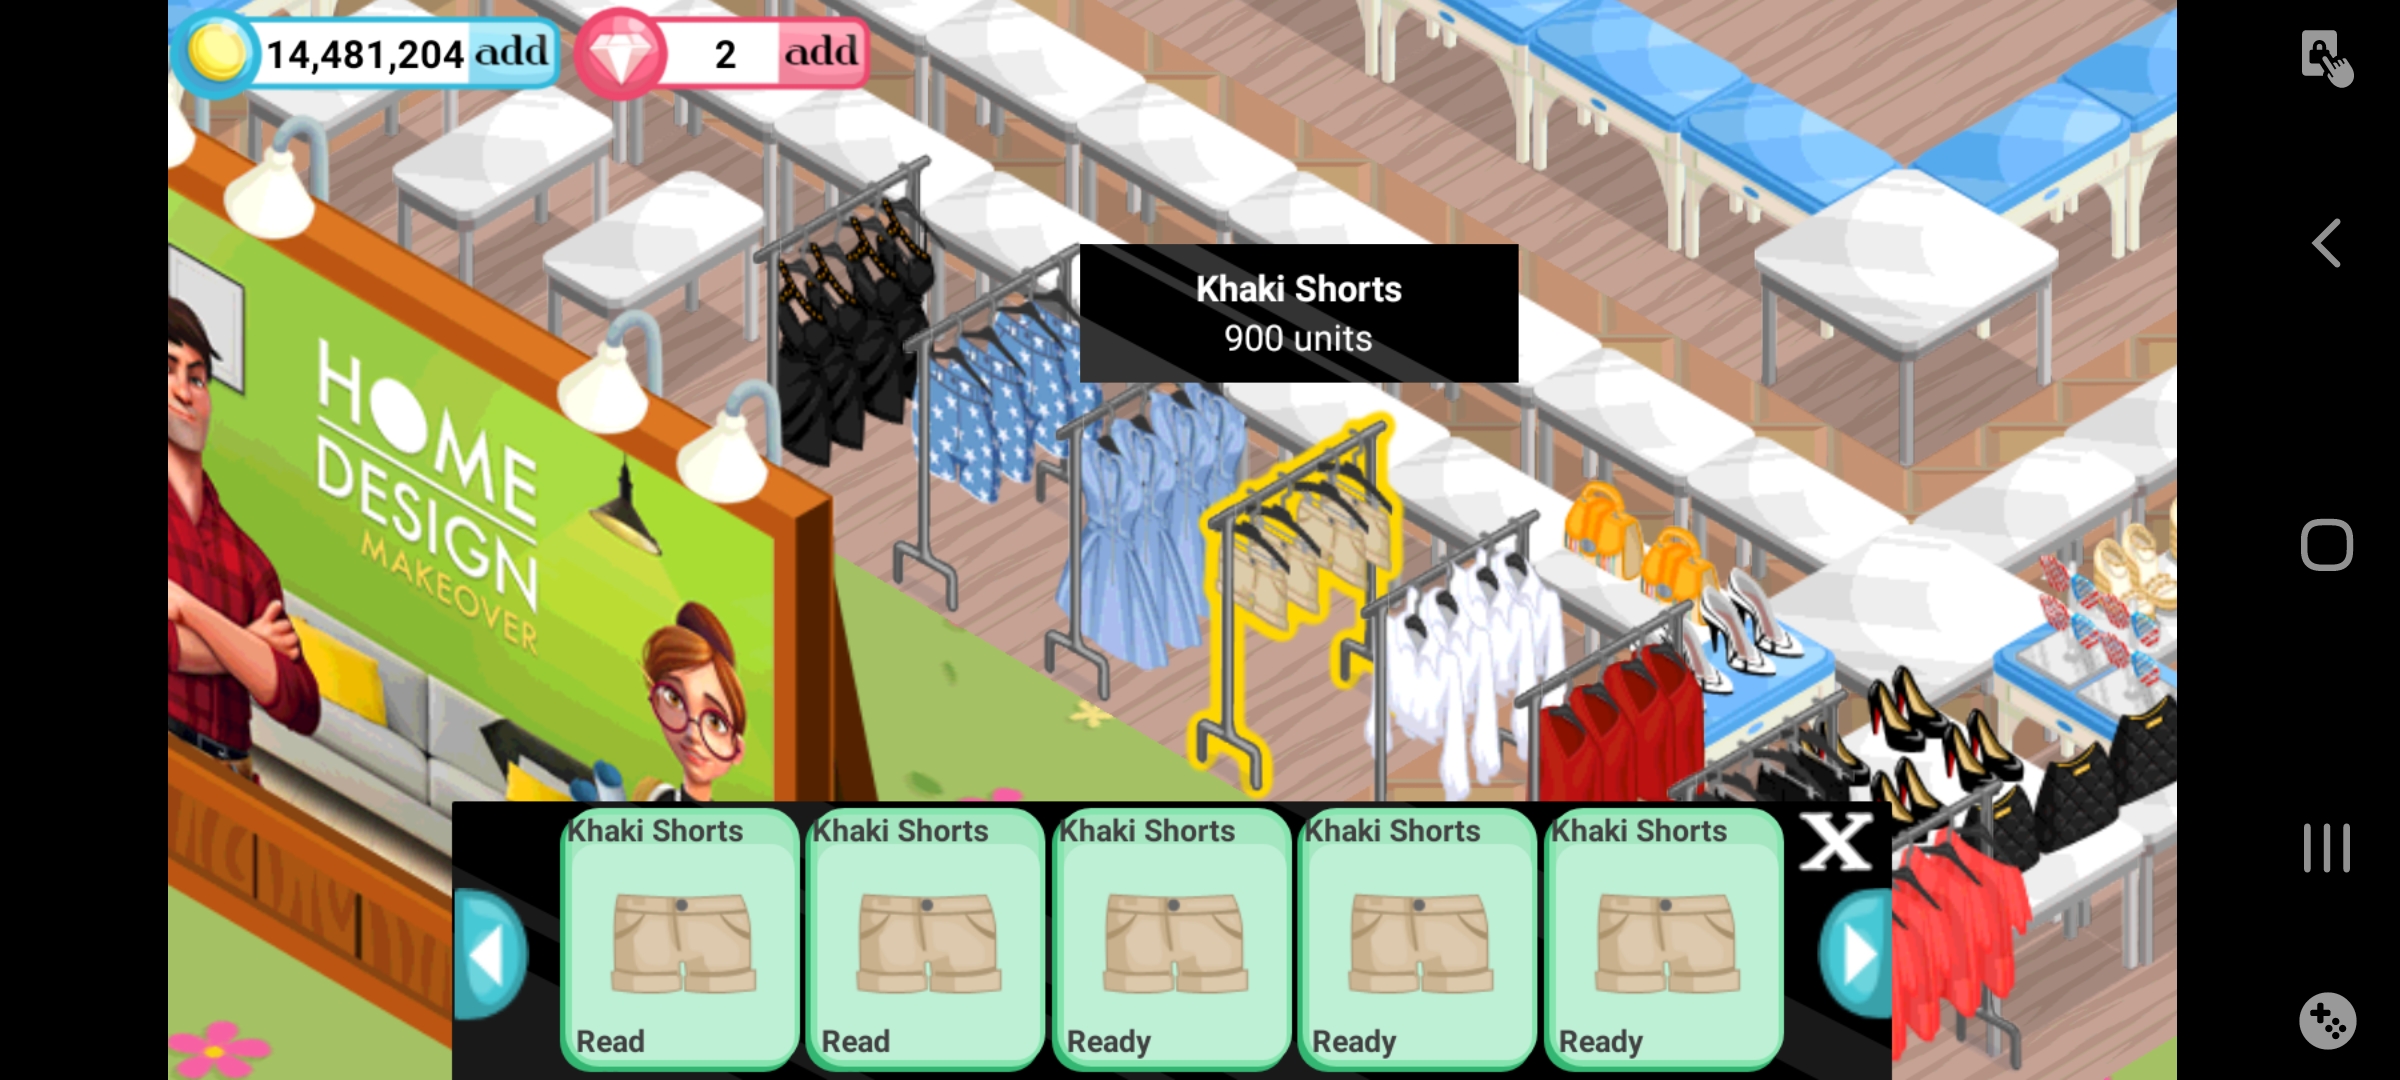 14,481,204 add
2 add
HOME
DESIGN
MAKEOVER
Khaki Shorts
900 units
Khaki Shorts
Khaki Shorts
Khaki Shorts
Khaki Shorts
Khaki Shorts
X
Read
Read
Ready
Ready
Ready